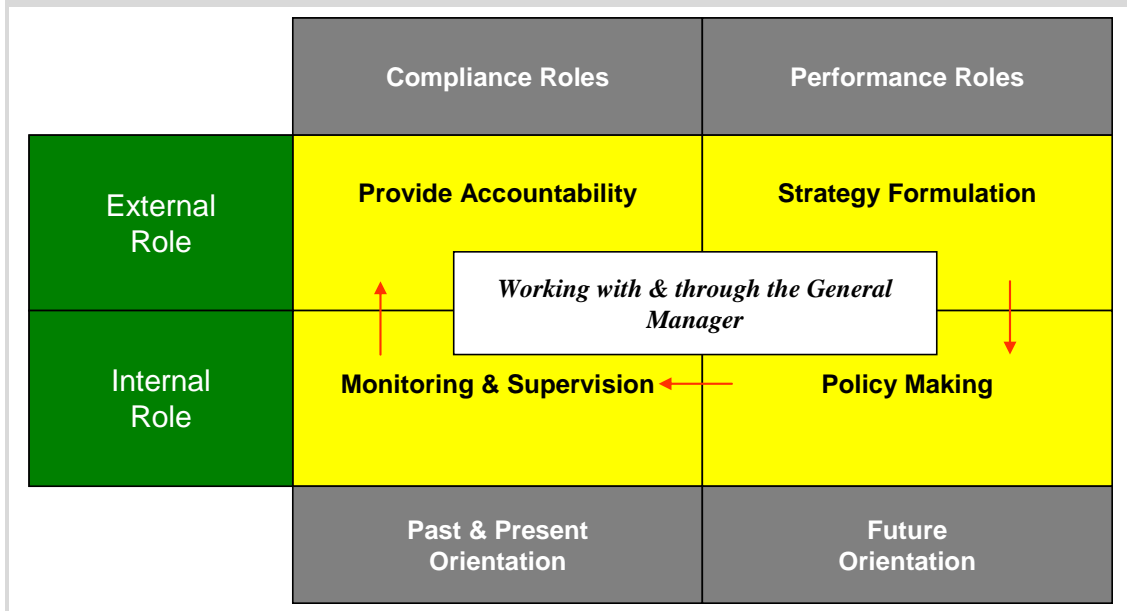 Compliance Roles
Performance Roles
External
Role
Provide Accountability
Strategy Formulation
Working with & through the General
Manager
Internal
Role
Monitoring & Supervision
Policy Making
Past & Present
Orientation
Future
Orientation